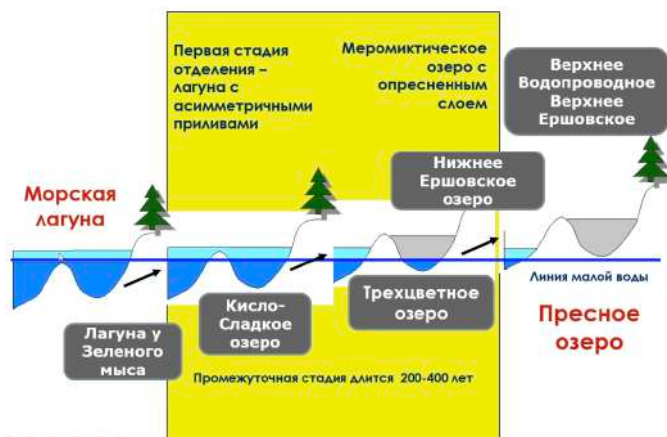 Первая стадия
отделения –
лагуна с
асимметричными
приливами
Меромиктическое
озеро с
опресненным
слоем
Верхнее
Водопроводное
Верхнее
Ершовское
Морская
лагуна
Нижнее
Ершовское
озеро
Линия малой воды
Лагуна у
Зеленого
мыса
Кисло-
Сладкое
озеро
Трехцветное
озеро
Пресное
озеро
Промежуточная стадия длится 200-400 лет